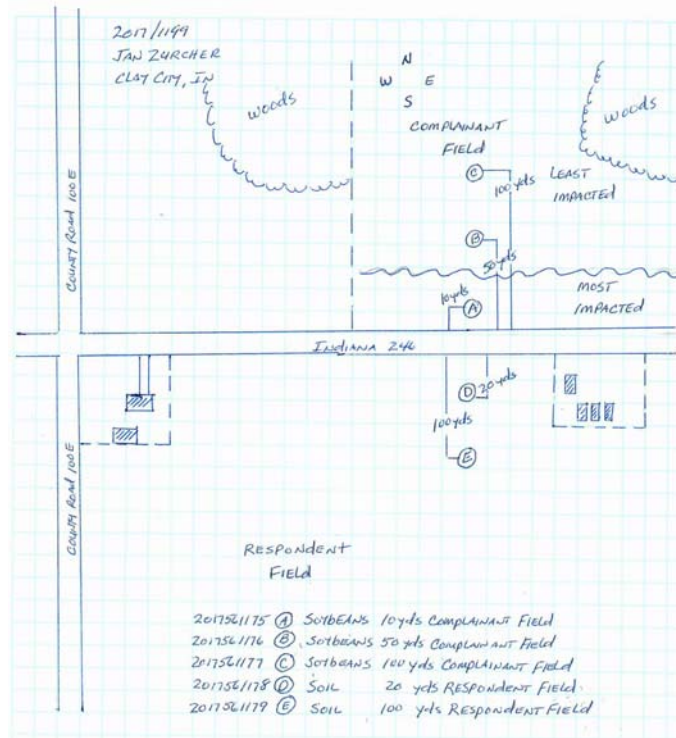 2017/1199
JAN ZURCHER
CLAY CITY, IN
WOODS
N
W E
S
COMPLAINANT
FIELD
WOODS
C
100 yds
LEAST
IMPACTED
B
50 yds
10 yds
A
MOST
IMPACTED
COUNTY ROAD 100E
INDIANA 246
D
20 yds
100 yds
E
COUNTY ROAD 100E
RESPONDENT
FIELD
2017561175 A SOYBEANS 10 yds COMPLAINANT FIELD
2017561176 B SOYBEANS 50 yds COMPLAINANT FIELD
2017561177 C SOYBEANS 100 yds COMPLAINANT FIELD
2017561178 D SOIL 20 yds RESPONDENT FIELD.
2017561179 E SOIL 100 yds RESPONDENT FIELD